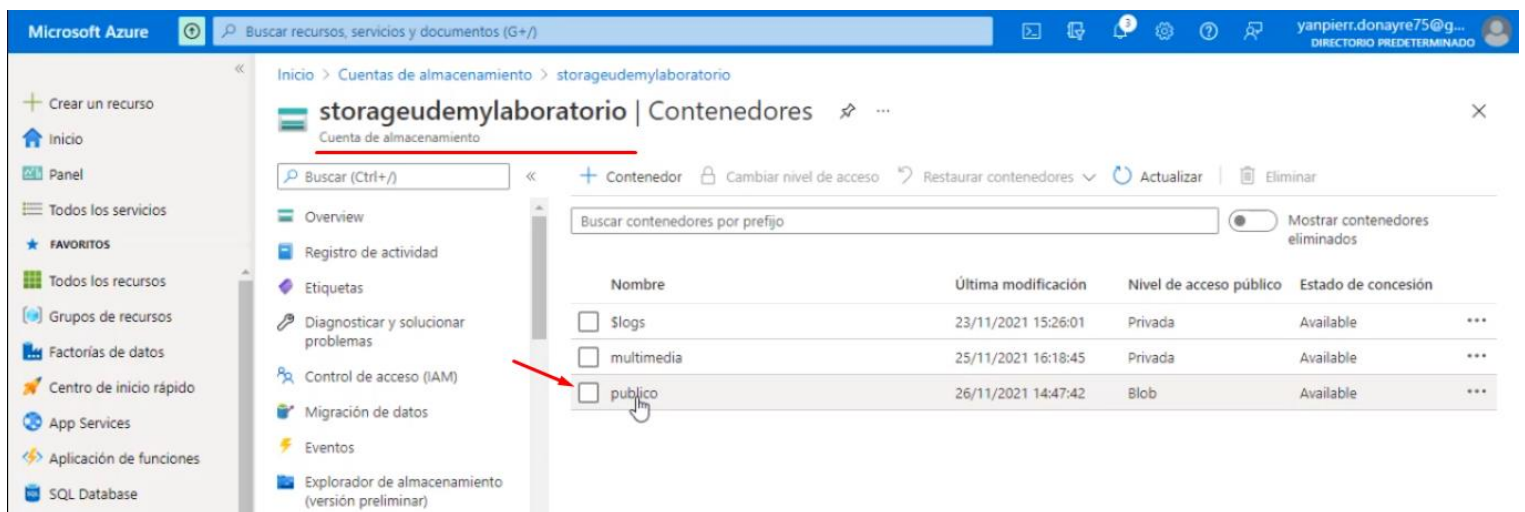 Microsoft Azure
Buscar recursos, servicios y documentos (G+/)
3
yanpierr.donayre75@g...
DIRECTORIO PREDETERMINADO
«
Crear un recurso
Inicio
Panel
Todos los servicios
FAVORITOS
Todos los recursos
Grupos de recursos
Factorías de datos
Centro de inicio rápido
App Services
Aplicación de funciones
SQL Database
Inicio > Cuentas de almacenamiento > storageudemylaboratorio
storageudemylaboratorio | Contenedores ...
Cuenta de almacenamiento
Buscar (Ctrl+/) «
Overview
Registro de actividad
Etiquetas
Diagnosticar y solucionar
problemas
Control de acceso (IAM)
Migración de datos
Eventos
Explorador de almacenamiento
(versión preliminar)
+ Contenedor Cambiar nivel de acceso Restaurar contenedores Actualizar Eliminar
Buscar contenedores por prefijo
Mostrar contenedores
eliminados
Nombre Última modificación Nivel de acceso público Estado de concesión
$logs 23/11/2021 15:26:01 Privada Available ...
multimedia 25/11/2021 16:18:45 Privada Available ...
publico 26/11/2021 14:47:42 Blob Available ...